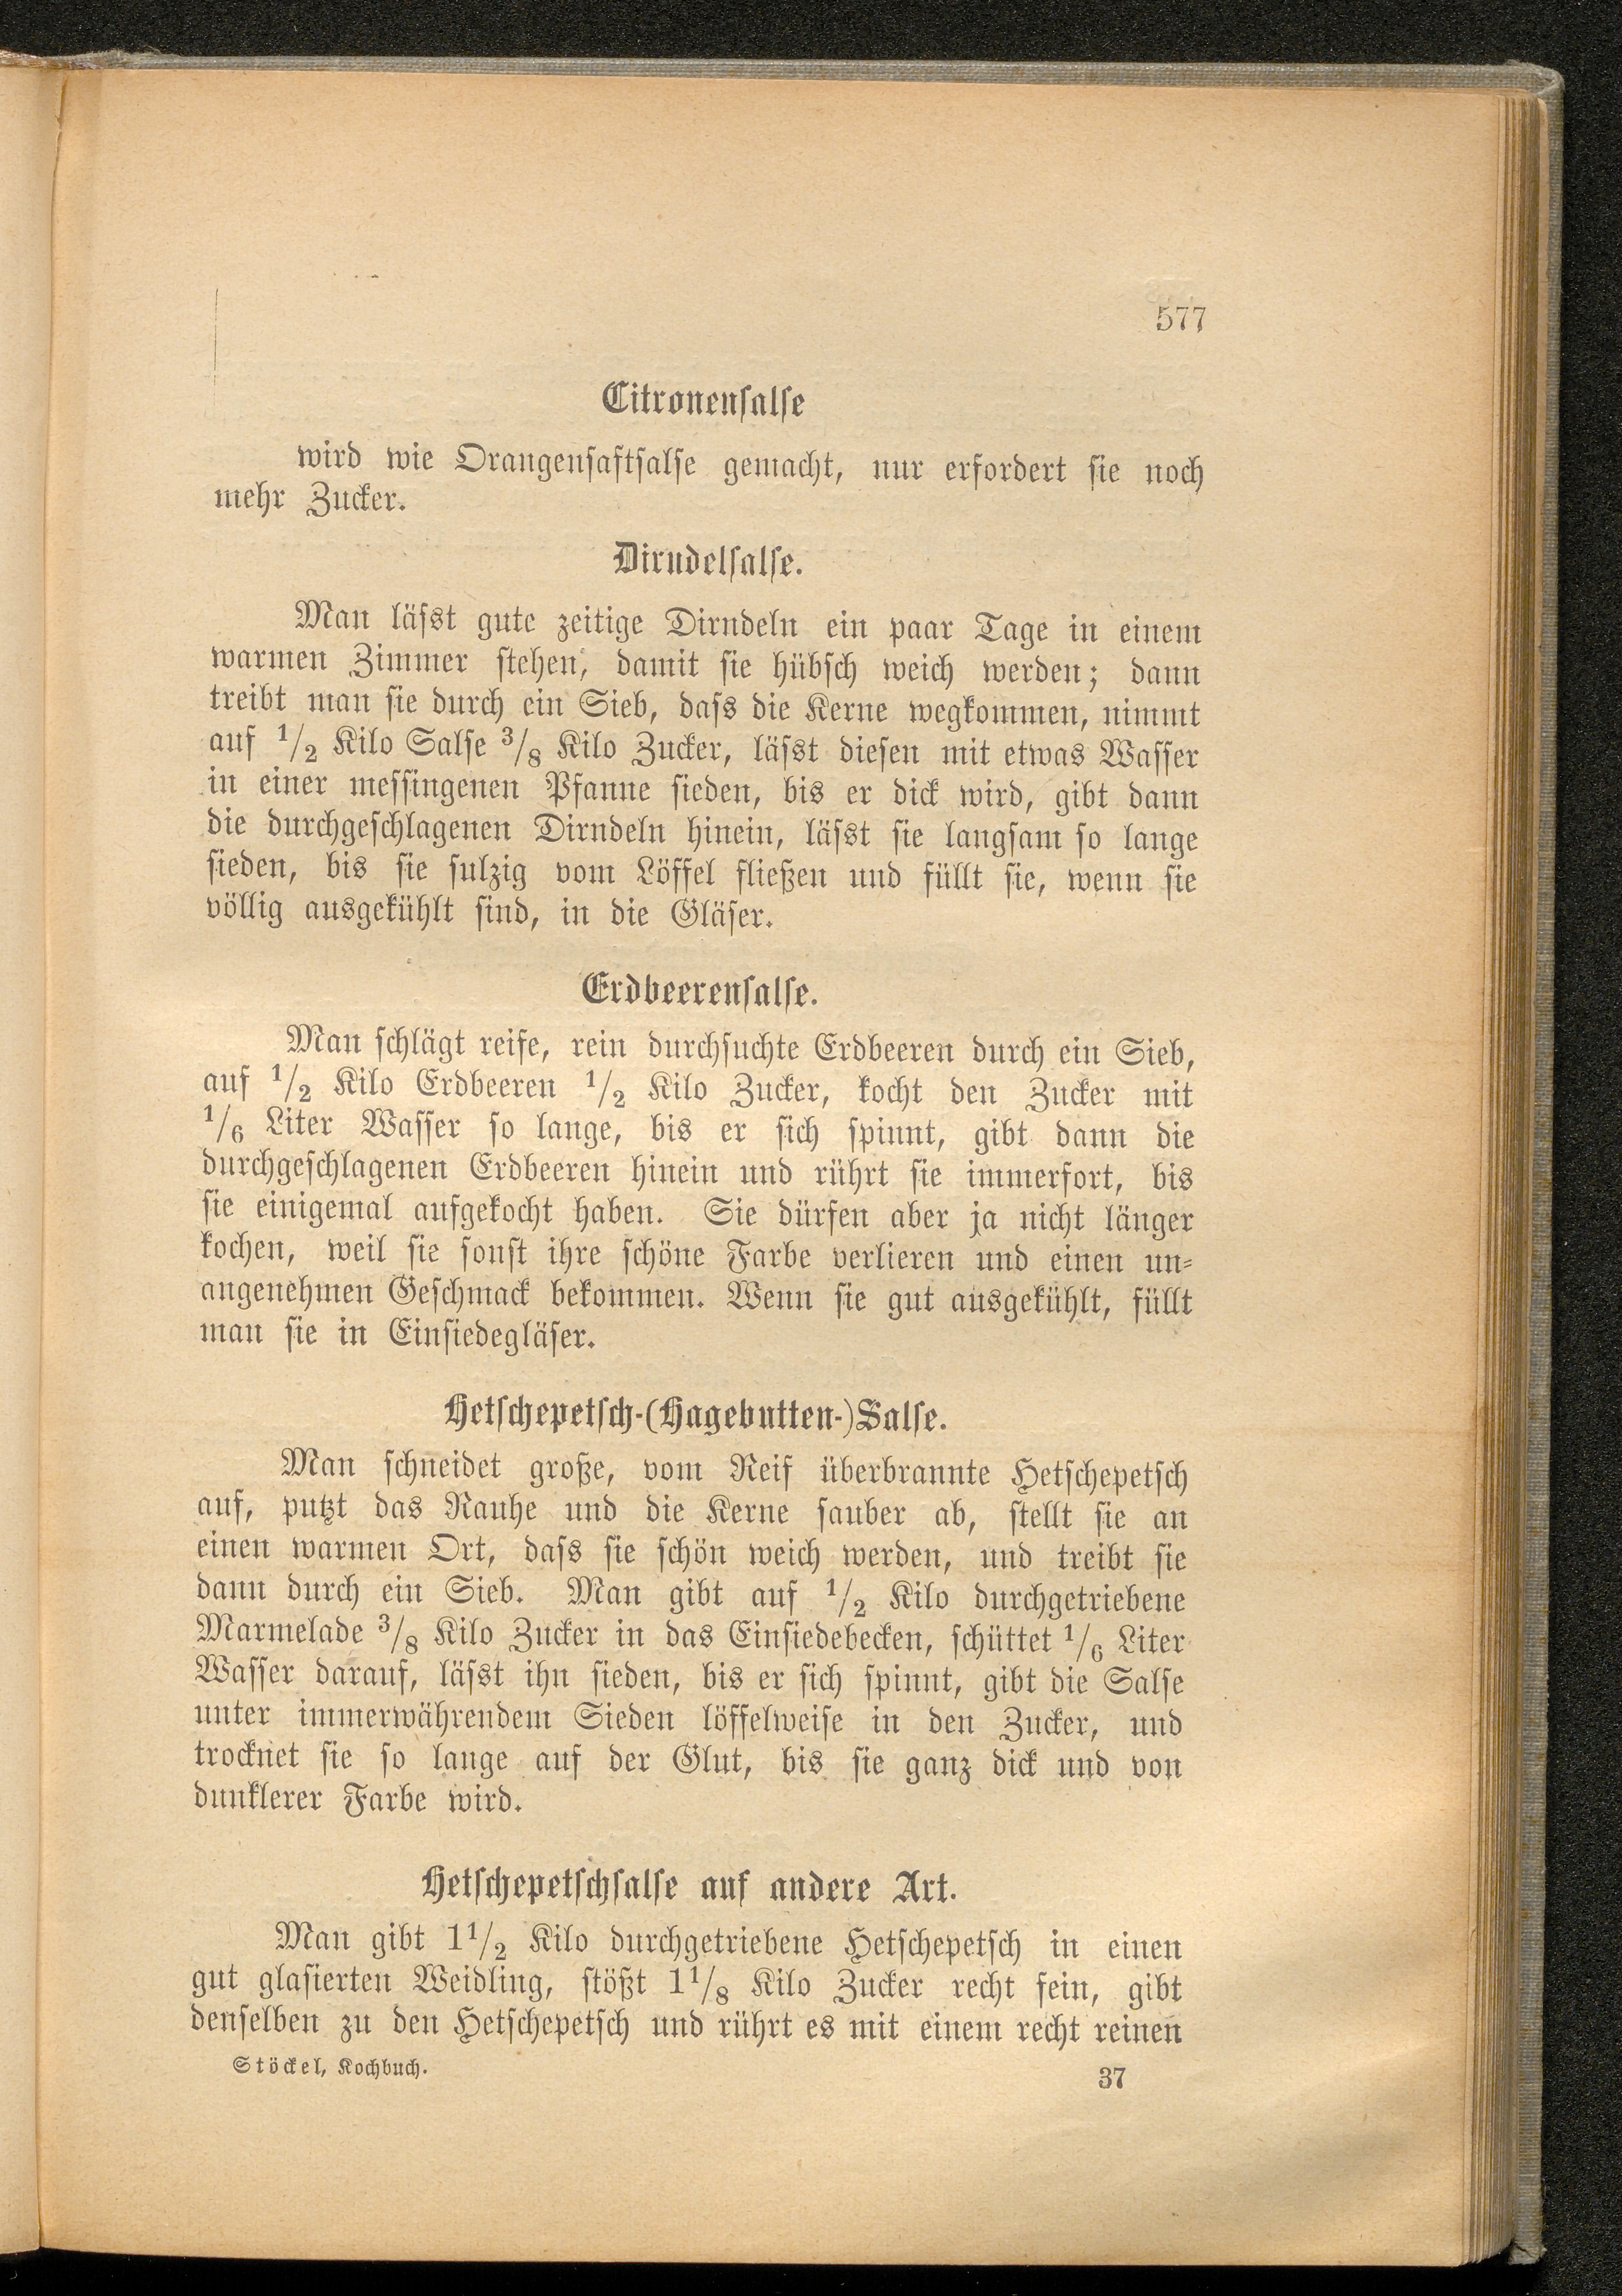 577
Citronensalse
wird wie Orangensaftsalse gemacht, nur erfordert sie noch
mehr Zucker.
Dirndelsalse.
Man läſst gute zeitige Dirndeln ein paar Tage in einem
warmen Zimmer stehen, damit sie hübsch weich werden; dann
treibt man sie durch ein Sieb, daſs die Kerne wegkommen, nimmt
auf 1/2 Kilo Salse 3/8 Kilo Zucker, läſst diesen mit etwas Wasser
in einer messingenen Pfanne sieden, bis er dick wird, gibt dann
die durchgeschlagenen Dirndeln hinein, läſst sie langsam so lange
sieden, bis sie sulzig vom Löffel fließen und füllt sie, wenn sie
völlig ausgekühlt sind, in die Gläser.
Erdbeerensalse.
Man schlägt reife, rein durchsuchte Erdbeeren durch ein Sieb,
auf 1/2 Kilo Erdbeeren 1/2 Kilo Zucker, kocht den Zucker mit
1/6 Liter Wasser so lange, bis er sich spinnt, gibt dann die
durchgeschlagenen Erdbeeren hinein und rührt sie immerfort, bis
sie einigemal aufgekocht haben. Sie dürfen aber ja nicht länger
kochen, weil sie sonst ihre schöne Farbe verlieren und einen un-
angenehmen Geschmack bekommen. Wenn sie gut ausgekühlt, füllt
man sie in Einsiedegläser.
Hetschepetsch-(Hagebutten-)Salse.
Man schneidet große, vom Reif überbrannte Hetschepetsch
auf, putzt das Rauhe und die Kerne sauber ab, stellt sie an
einen warmen Ort, daſs sie schön weich werden, und treibt sie
dann durch ein Sieb. Man gibt auf 1/2 Kilo durchgetriebene
Marmelade 3/8 Kilo Zucker in das Einsiedebecken, schüttet 1/6 Liter
Wasser darauf, läſst ihn sieden, bis er sich spinnt, gibt die Salse
unter immerwährendem Sieden löffelweise in den Zucker, und
trocknet sie so lange auf der Glut, bis sie ganz dick und von
dunklerer Farbe wird.
Hetschepetschsalse auf andere Art.
Man gibt 1 1/2 Kilo durchgetriebene Hetschepetsch in einen
gut glasierten Weidling, stößt 1 1/8 Kilo Zucker recht fein, gibt
denselben zu den Hetschepetsch und rührt es mit einem recht reinen
Stöckel, Kochbuch. 37